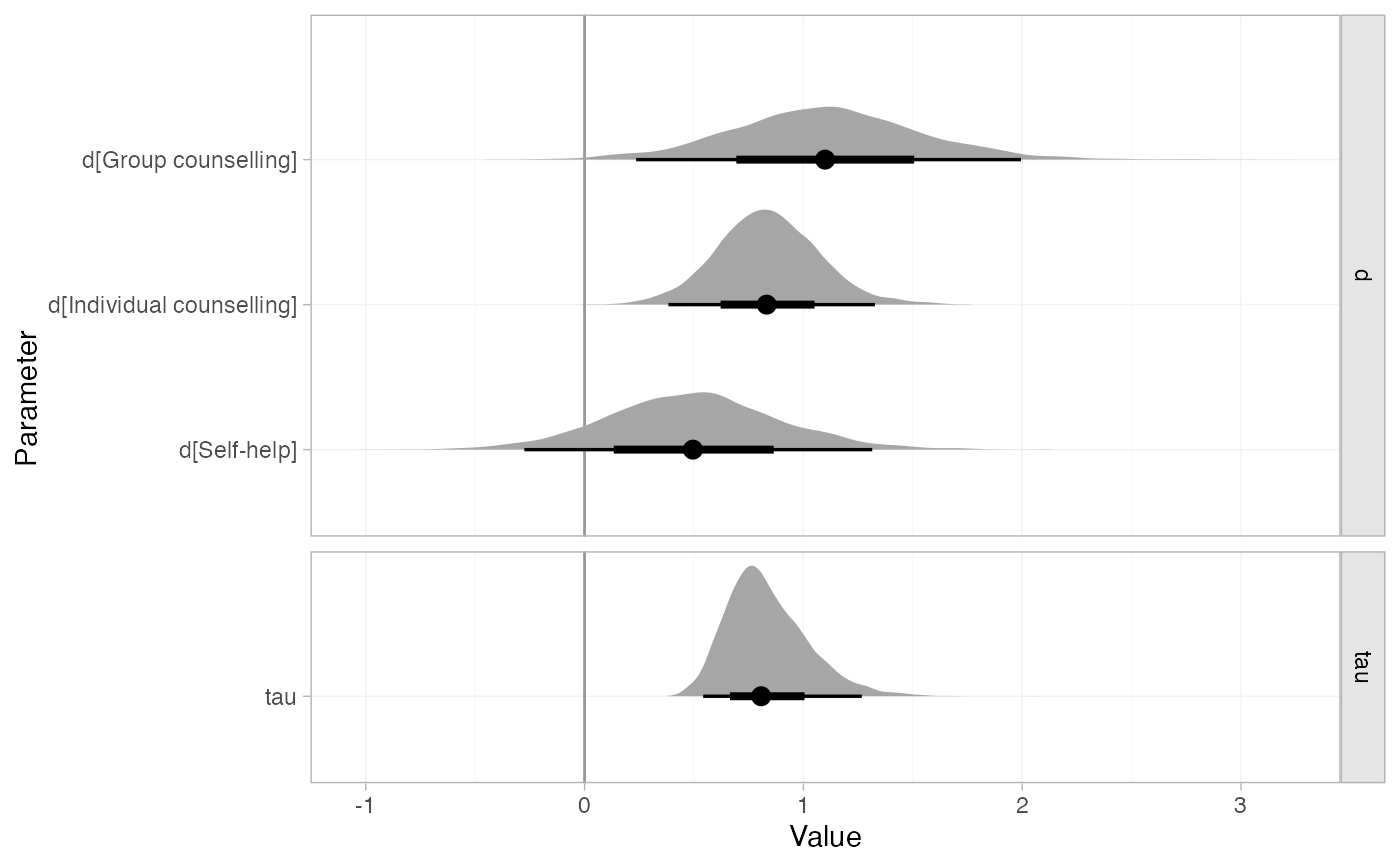 Parameter
d[Group counselling]
d[Individual counselling]
d[Self-help]
d
tau
tau
-1
0
1
2
3
Value